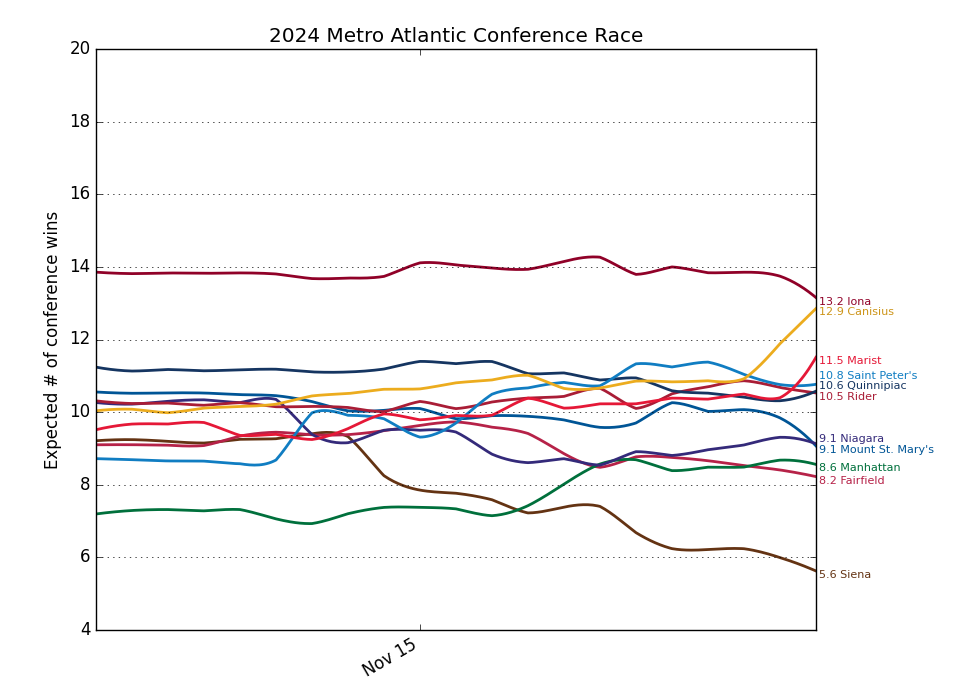 2024 Metro Atlantic Conference Race
Expected # of conference wins
20
18
16
14
12
10
8
6
4
Nov 15
13.2 Iona
12.9 Canisius
11.5 Marist
10.8 Saint Peter's
10.6 Quinnipiac
10.5 Rider
9.1 Niagara
9.1 Mount St. Mary's
8.6 Manhattan
8.2 Fairfield
5.6 Siena